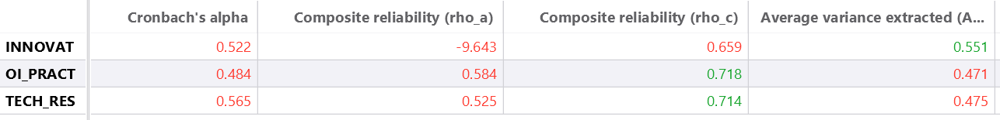 Cronbach's alpha Composite reliability (rho_a) Composite reliability (rho_c) Average variance extracted (A...
INNOVAT 0.522 -9.643 0.659 0.551
OI_PRACT 0.484 0.584 0.718 0.471
TECH_RES 0.565 0.525 0.714 0.475